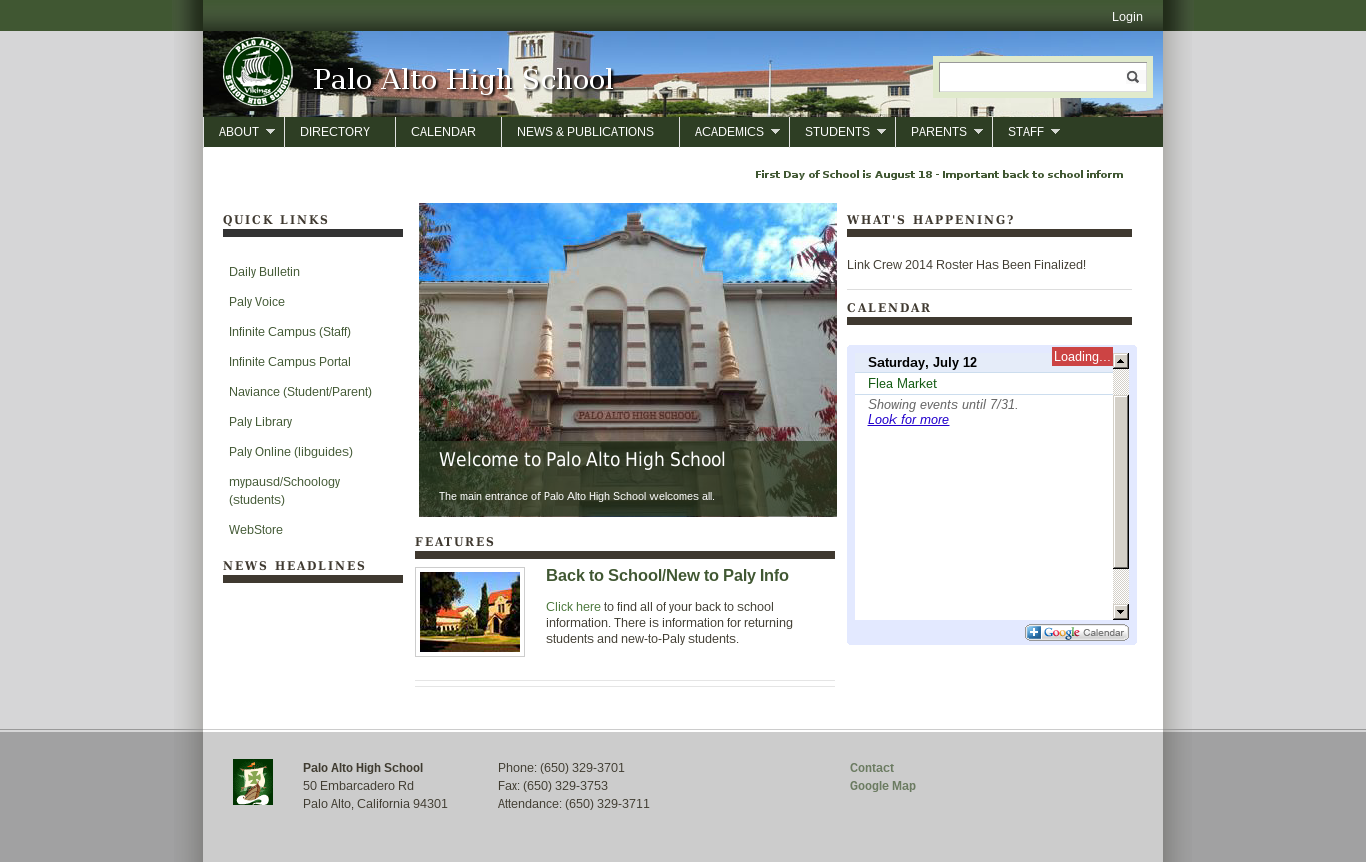 Login
PALO ALTO
Vikings
SENIOR HIGH SCHOOL
Palo Alto High School
ABOUT DIRECTORY CALENDAR NEWS & PUBLICATIONS ACADEMICS STUDENTS PARENTS STAFF
First Day of School is August 18 - Important back to school inform
QUICK LINKS
Daily Bulletin
Paly Voice
Infinite Campus (Staff)
Infinite Campus Portal
Naviance (Student/Parent)
Paly Library
Paly Online (libguides)
mypausd/Schoology
(students)
WebStore
NEWS HEADLINES
PALO ALTO HIGH SCHOOL
Welcome to Palo Alto High School
The main entrance of Palo Alto High School welcomes all.
FEATURES
Back to School/New to Paly Info
Click here to find all of your back to school
information. There is information for returning
students and new-to-Paly students.
WHAT'S HAPPENING?
Link Crew 2014 Roster Has Been Finalized!
CALENDAR
Loading...
Saturday, July 12
Flea Market
Showing events until 7/31.
Look for more
Google Calendar
Palo Alto High School
50 Embarcadero Rd
Palo Alto, California 94301
Phone: (650) 329-3701
Fax: (650) 329-3753
Attendance: (650) 329-3711
Contact
Google Map